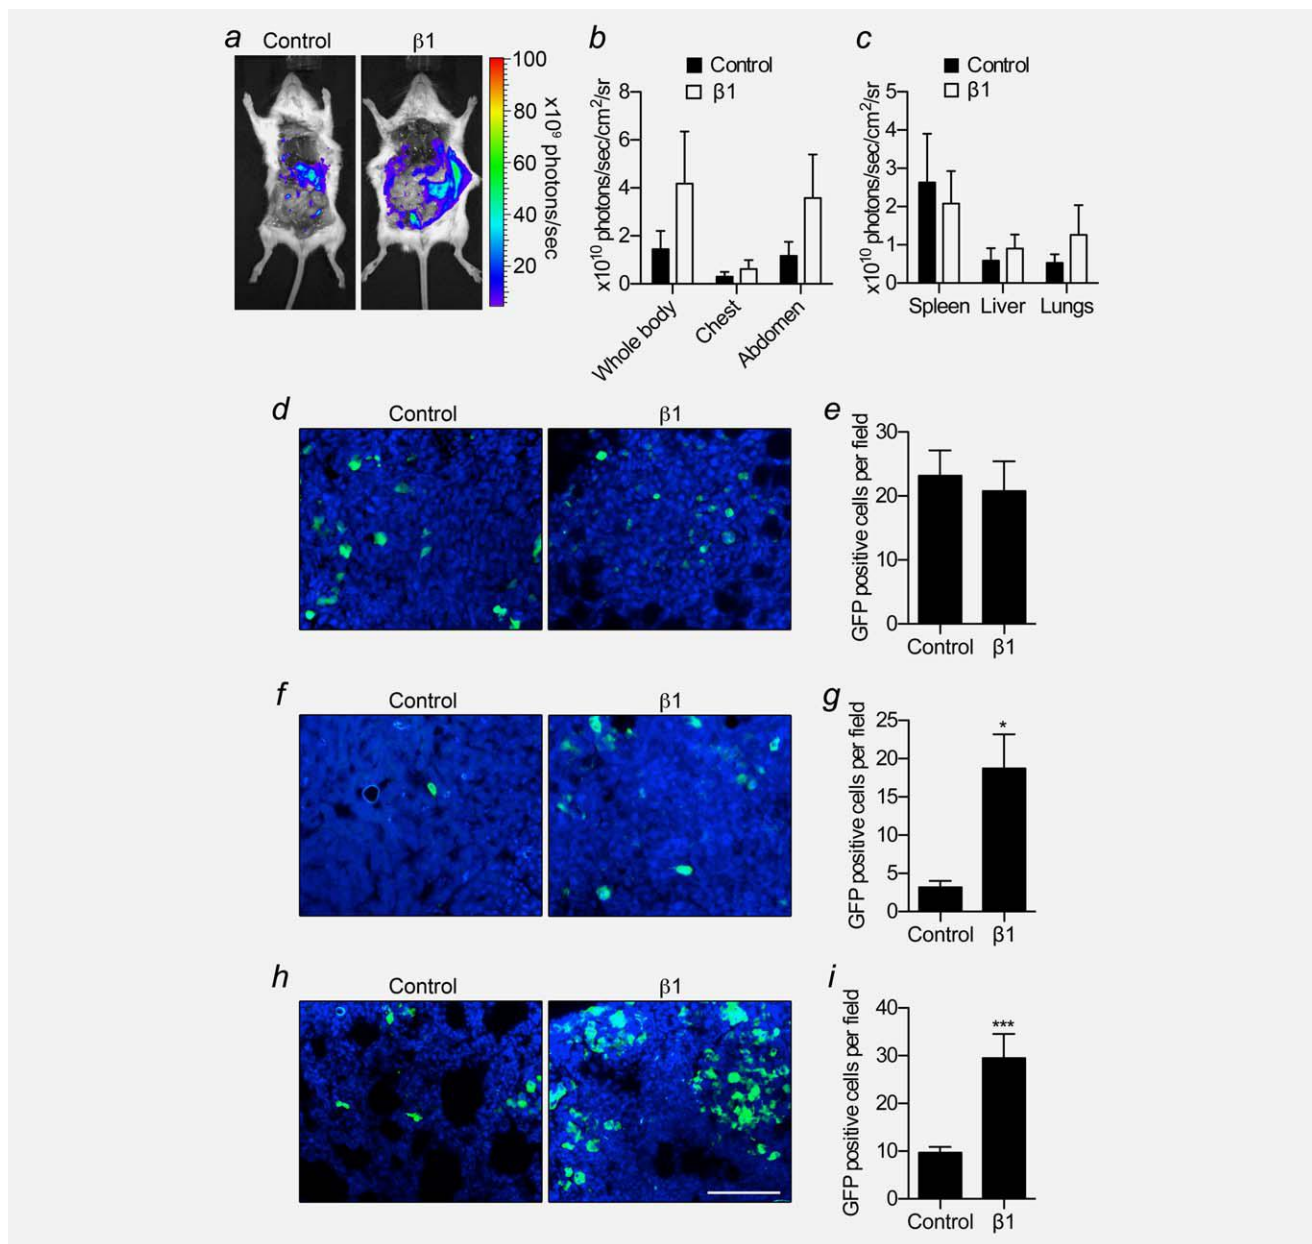 a
Control
β1
100
80
60
40
20
x10⁹ photons/sec
b
Control
β1
x10¹⁰ photons/sec/cm²/sr
8
6
4
2
0
Whole body
Chest
Abdomen
c
Control
β1
x10¹⁰ photons/sec/cm²/sr
5
4
3
2
1
0
Spleen Liver Lungs
d
Control
β1
e
GFP positive cells per field
30
20
10
0
Control β1
f
Control
β1
g
GFP positive cells per field
25
20
15
10
5
0
*
Control β1
h
Control
β1
i
GFP positive cells per field
40
30
20
10
0
***
Control β1